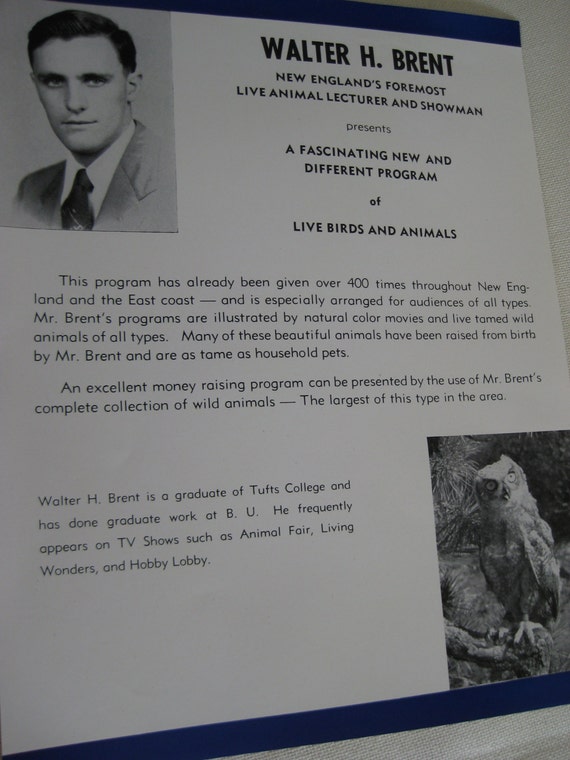 WALTER H. BRENT
NEW ENGLAND'S FOREMOST
LIVE ANIMAL LECTURER AND SHOWMAN
presents
A FASCINATING NEW AND
DIFFERENT PROGRAM
of
LIVE BIRDS AND ANIMALS
This program has already been given over 400 times throughout New Eng-
land and the East coast — and is especially arranged for audiences of all types.
Mr. Brent's programs are illustrated by natural color movies and live tamed wild
animals of all types. Many of these beautiful animals have been raised from birth
by Mr. Brent and are as tame as household pets.
An excellent money raising program can be presented by the use of Mr. Brent's
complete collection of wild animals — The largest of this type in the area.
Walter H. Brent is a graduate of Tufts College and
has done graduate work at B. U. He frequently
appears on TV Shows such as Animal Fair, Living
Wonders, and Hobby Lobby.